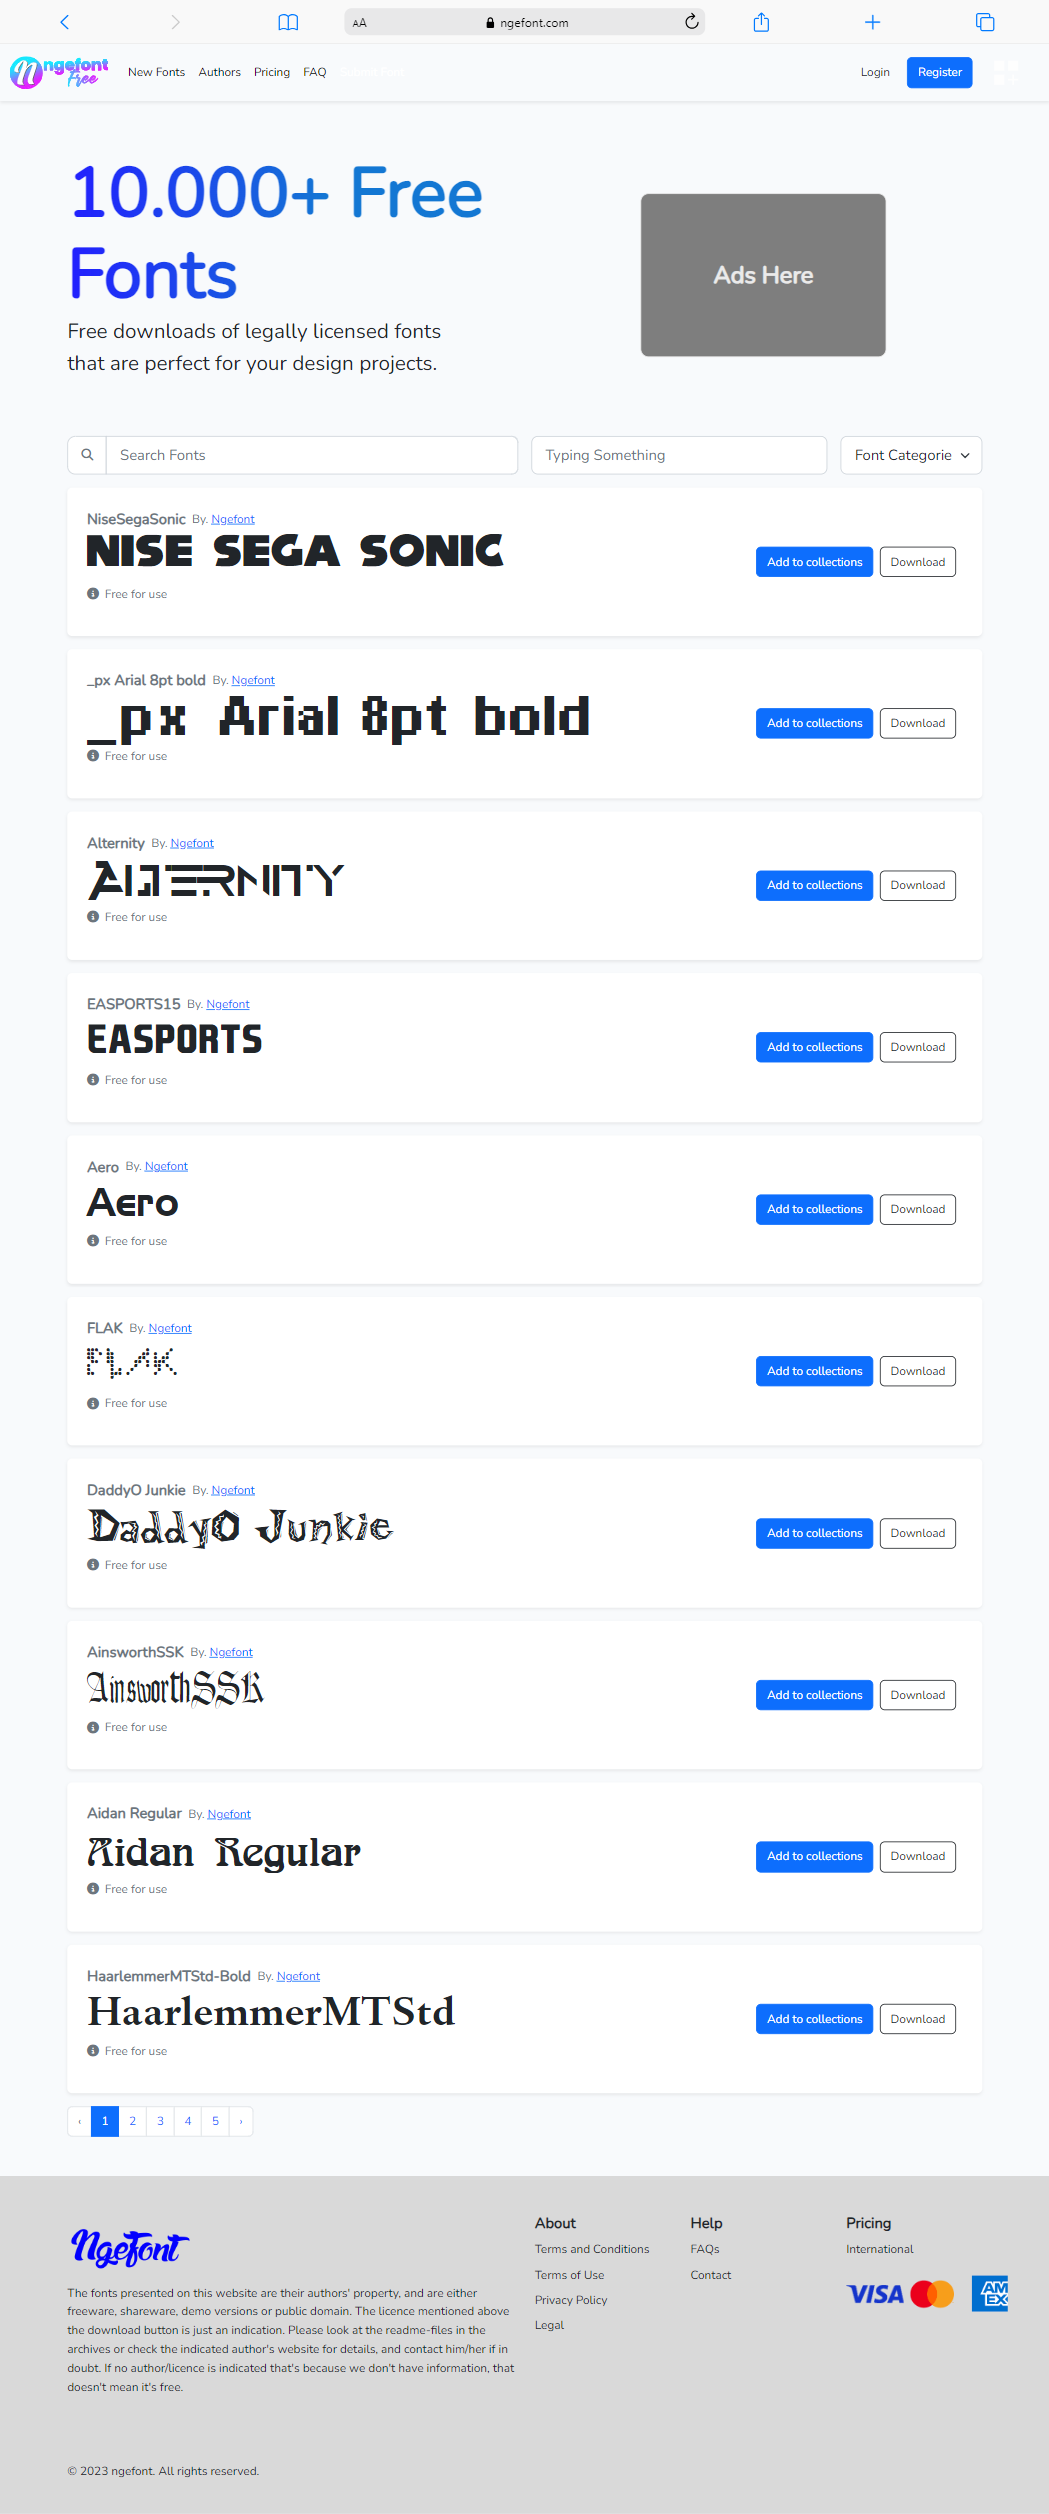 AA ngefont.com
ngefont Free New Fonts Authors Pricing FAQ Login Register
10.000+ Free
Fonts
Ads Here
Free downloads of legally licensed fonts
that are perfect for your design projects.
Search Fonts Typing Something Font Categorie
NiseSegaSonic By. Ngefont
NISE SEGA SONIC
Add to collections Download
Free for use
_px Arial 8pt bold By. Ngefont
_px Arial 8pt bold
Add to collections Download
Free for use
Alternity By. Ngefont
ALTERNITY
Add to collections Download
Free for use
EASPORTS15 By. Ngefont
EASPORTS
Add to collections Download
Free for use
Aero By. Ngefont
Aero
Add to collections Download
Free for use
FLAK By. Ngefont
FLAK
Add to collections Download
Free for use
DaddyO Junkie By. Ngefont
DaddyO Junkie
Add to collections Download
Free for use
AinsworthSSK By. Ngefont
AinsworthSSK
Add to collections Download
Free for use
Aidan Regular By. Ngefont
Aidan Regular
Add to collections Download
Free for use
HaarlemmerMTStd-Bold By. Ngefont
HaarlemmerMTStd
Add to collections Download
Free for use
‹ 1 2 3 4 5 ›
Ngefont
The fonts presented on this website are their authors' property, and are either
freeware, shareware, demo versions or public domain. The licence mentioned above
the download button is just an indication. Please look at the readme-files in the
archives or check the indicated author's website for details, and contact him/her if in
doubt. If no author/licence is indicated that's because we don't have information, that
doesn't mean it's free.
About
Terms and Conditions
Terms of Use
Privacy Policy
Legal
Help
FAQs
Contact
Pricing
International
VISA AM EX
© 2023 ngefont. All rights reserved.